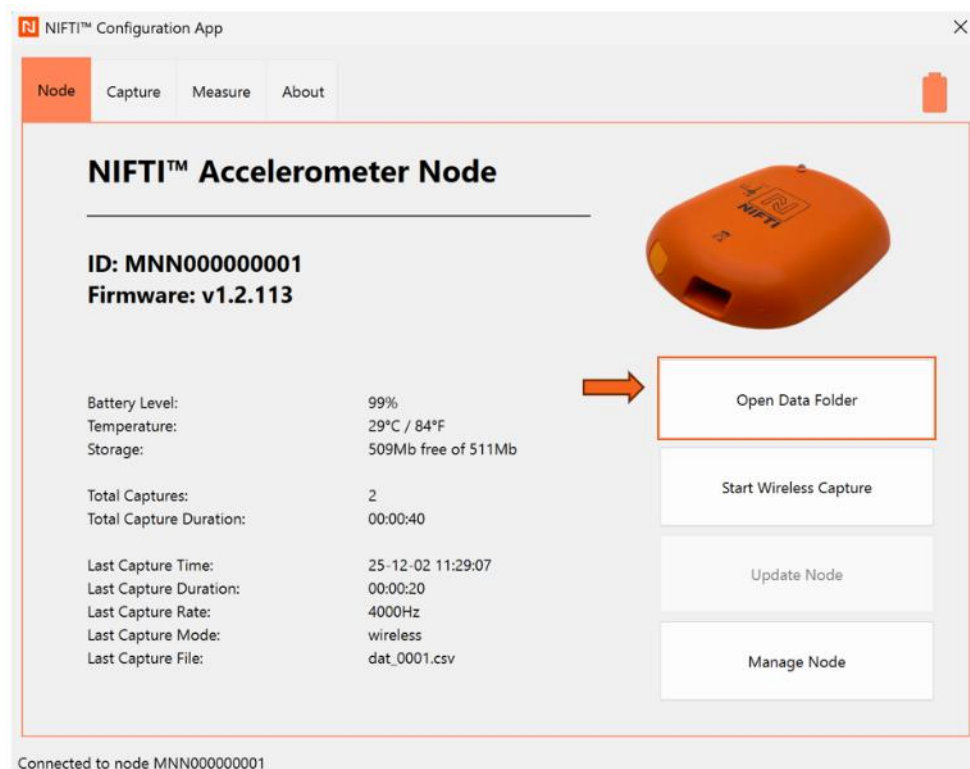 NIFTI™ Configuration App
Node Capture Measure About
NIFTI™ Accelerometer Node
NIFTI
ID: MNN000000001
Firmware: v1.2.113
Battery Level: 99%
Temperature: 29°C / 84°F
Storage: 509Mb free of 511Mb
Total Captures: 2
Total Capture Duration: 00:00:40
Last Capture Time: 25-12-02 11:29:07
Last Capture Duration: 00:00:20
Last Capture Rate: 4000Hz
Last Capture Mode: wireless
Last Capture File: dat_0001.csv
Open Data Folder
Start Wireless Capture
Update Node
Manage Node
Connected to node MNN000000001